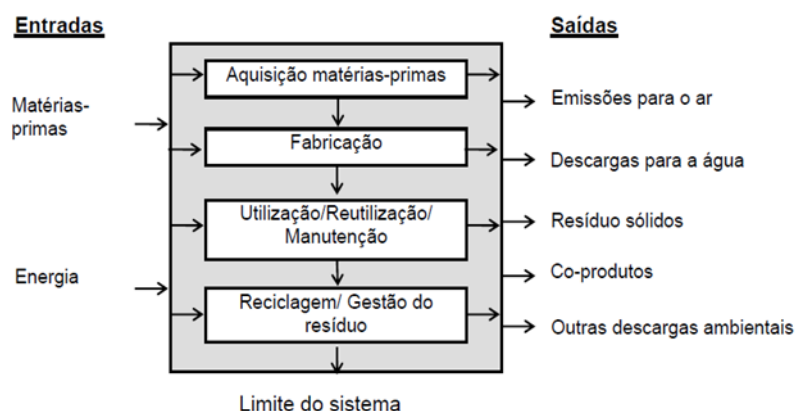 Entradas
Saídas
Aquisição matérias-primas
Matérias-
primas
Emissões para o ar
Fabricação
Descargas para a água
Utilização/Reutilização/
Manutenção
Resíduo sólidos
Energia
Co-produtos
Reciclagem/ Gestão do
resíduo
Outras descargas ambientais
Limite do sistema